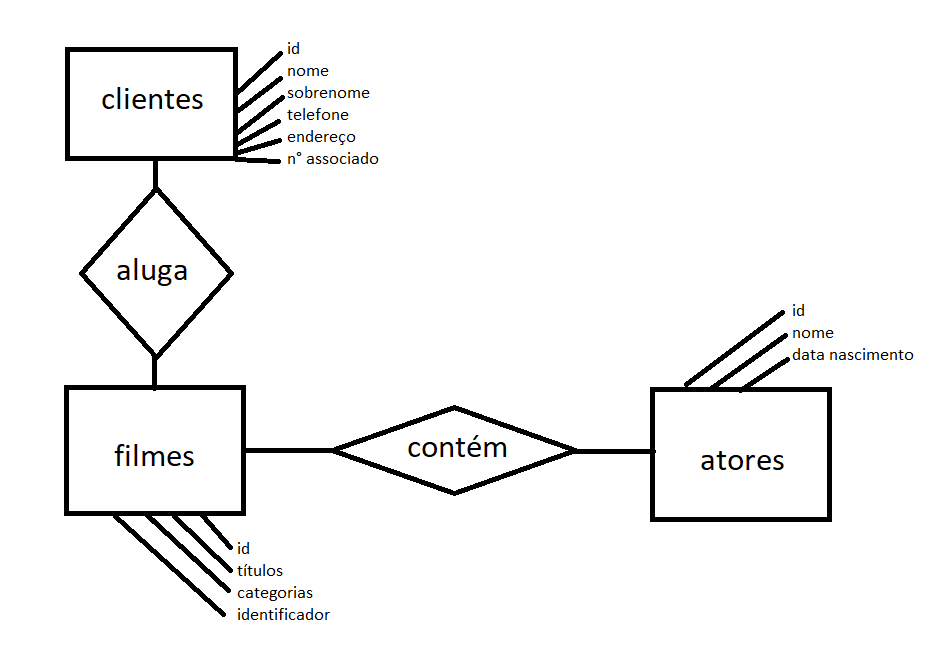 clientes
id
nome
sobrenome
telefone
endereço
n° associado
aluga
filmes
id
títulos
categorias
identificador
contém
id
nome
data nascimento
atores